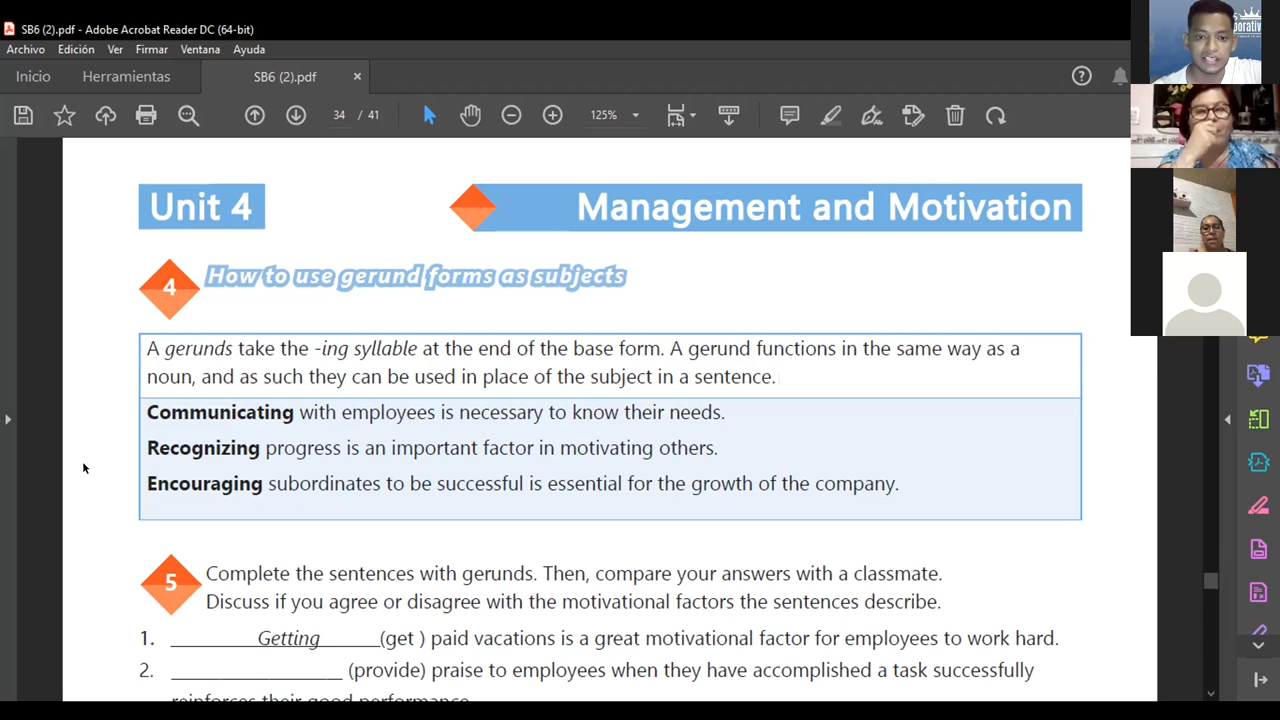 SB6 (2).pdf - Adobe Acrobat Reader DC (64-bit)
Archivo Edición Ver Firmar Ventana Ayuda
Inicio Herramientas SB6 (2).pdf ×
34 / 41 125%
Unit 4 Management and Motivation
4 How to use gerund forms as subjects
A gerunds take the -ing syllable at the end of the base form. A gerund functions in the same way as a
noun, and as such they can be used in place of the subject in a sentence.
Communicating with employees is necessary to know their needs.
Recognizing progress is an important factor in motivating others.
Encouraging subordinates to be successful is essential for the growth of the company.
5 Complete the sentences with gerunds. Then, compare your answers with a classmate.
Discuss if you agree or disagree with the motivational factors the sentences describe.
1. ________Getting______(get ) paid vacations is a great motivational factor for employees to work hard.
2. _________________ (provide) praise to employees when they have accomplished a task successfully
reinforces their good performance.